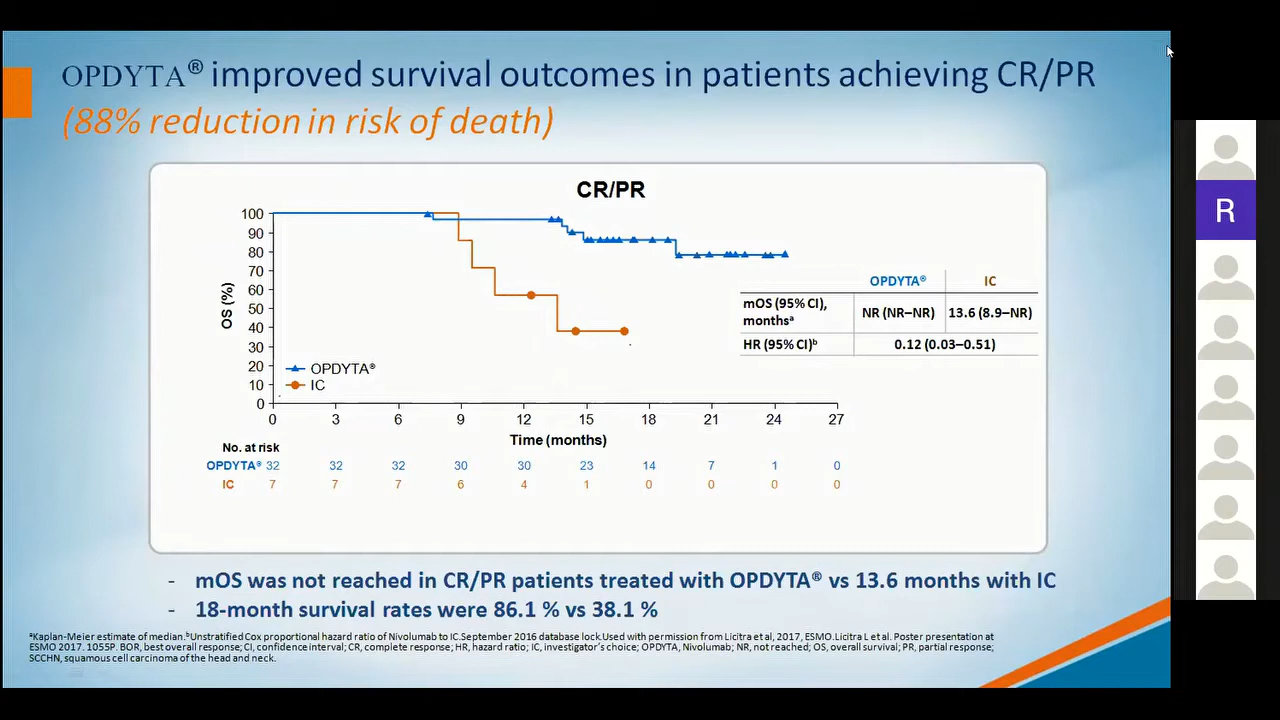 OPDYTA® improved survival outcomes in patients achieving CR/PR
(88% reduction in risk of death)
CR/PR
100
90
80
70
60
50
40
30
20
10
0
OS (%)
OPDYTA®
IC
0 3 6 9 12 15 18 21 24 27
Time (months)
No. at risk
OPDYTA® 32 32 32 30 30 23 14 7 1 0
IC 7 7 7 6 4 1 0 0 0 0
OPDYTA® IC
mOS (95% CI), monthsᵃ NR (NR–NR) 13.6 (8.9–NR)
HR (95% CI)ᵇ 0.12 (0.03–0.51)
R
- mOS was not reached in CR/PR patients treated with OPDYTA® vs 13.6 months with IC
- 18-month survival rates were 86.1 % vs 38.1 %
ᵃKaplan-Meier estimate of median.ᵇUnstratified Cox proportional hazard ratio of Nivolumab to IC.September 2016 database lock.Used with permission from Licitra et al, 2017, ESMO.Licitra L et al. Poster presentation at
ESMO 2017. 1055P. BOR, best overall response; CI, confidence interval; CR, complete response; HR, hazard ratio; IC, investigator's choice; OPDYTA, Nivolumab; NR, not reached; OS, overall survival; PR, partial response;
SCCHN, squamous cell carcinoma of the head and neck.